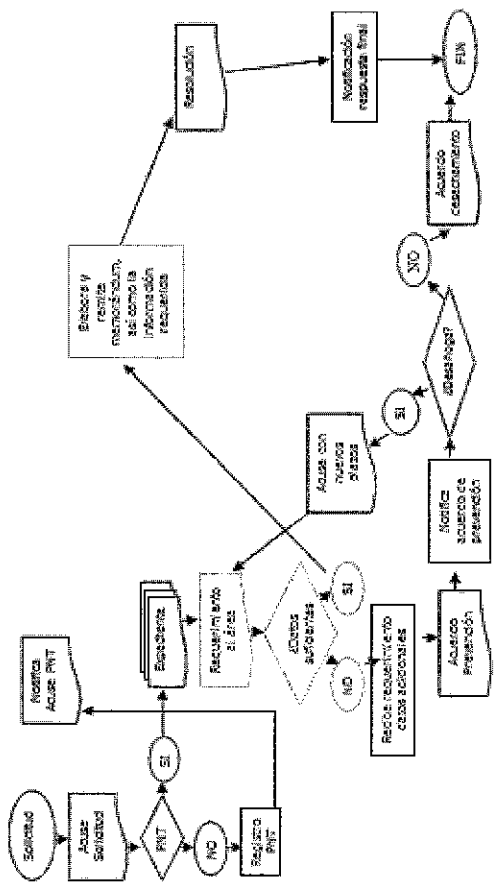 Solicitud
Acuse
Solicitud
PNT
NO
Registro
PNT
SI
Notifica
Acuse PNT
Expediente
Requerimiento
al área
¿Datos
suficientes
SI
NO
Recibe requerimiento
datos adicionales
Acuerdo
Prevención
Notifica
acuerdo de
prevención
¿Desahoga?
SI
Acuse con
nuevos
plazos
NO
Acuerdo
desechamiento
Elabora y
remite
memorándum,
así como la
información
requerida
Resolución
Notificación
respuesta final
FIN